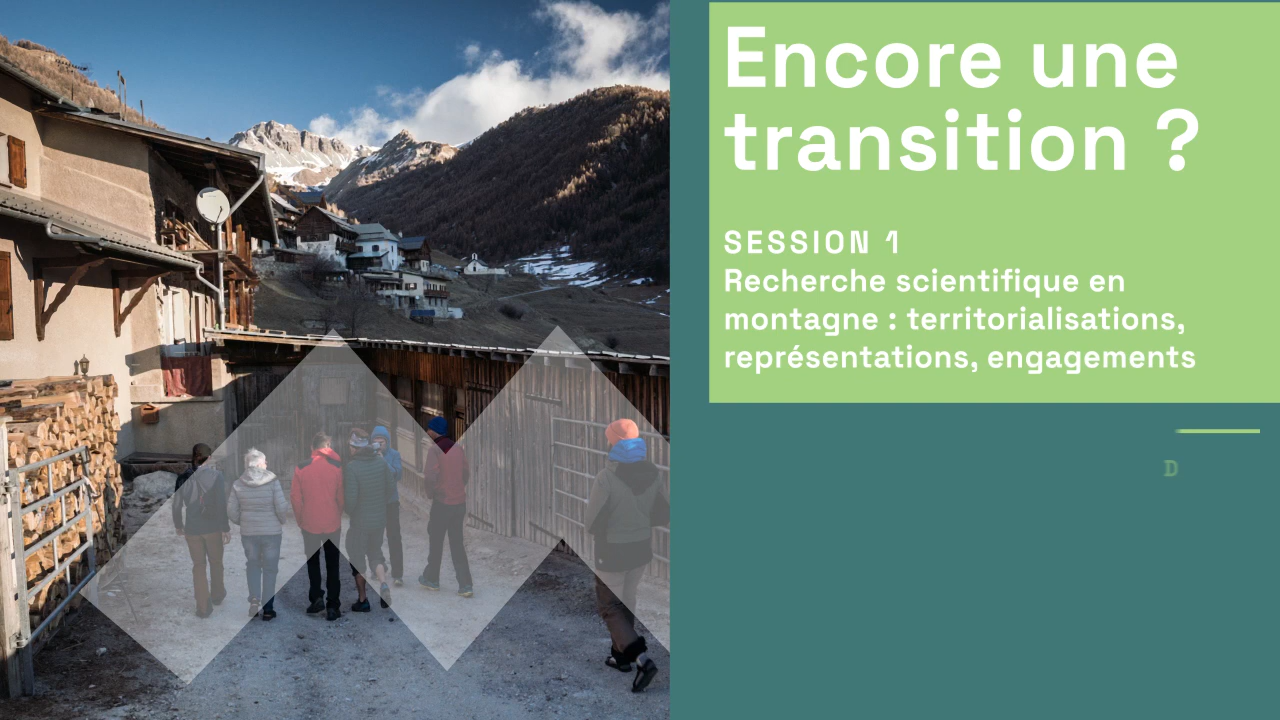 Encore une
transition ?
SESSION 1
Recherche scientifique en
montagne : territorialisations,
représentations, engagements
D